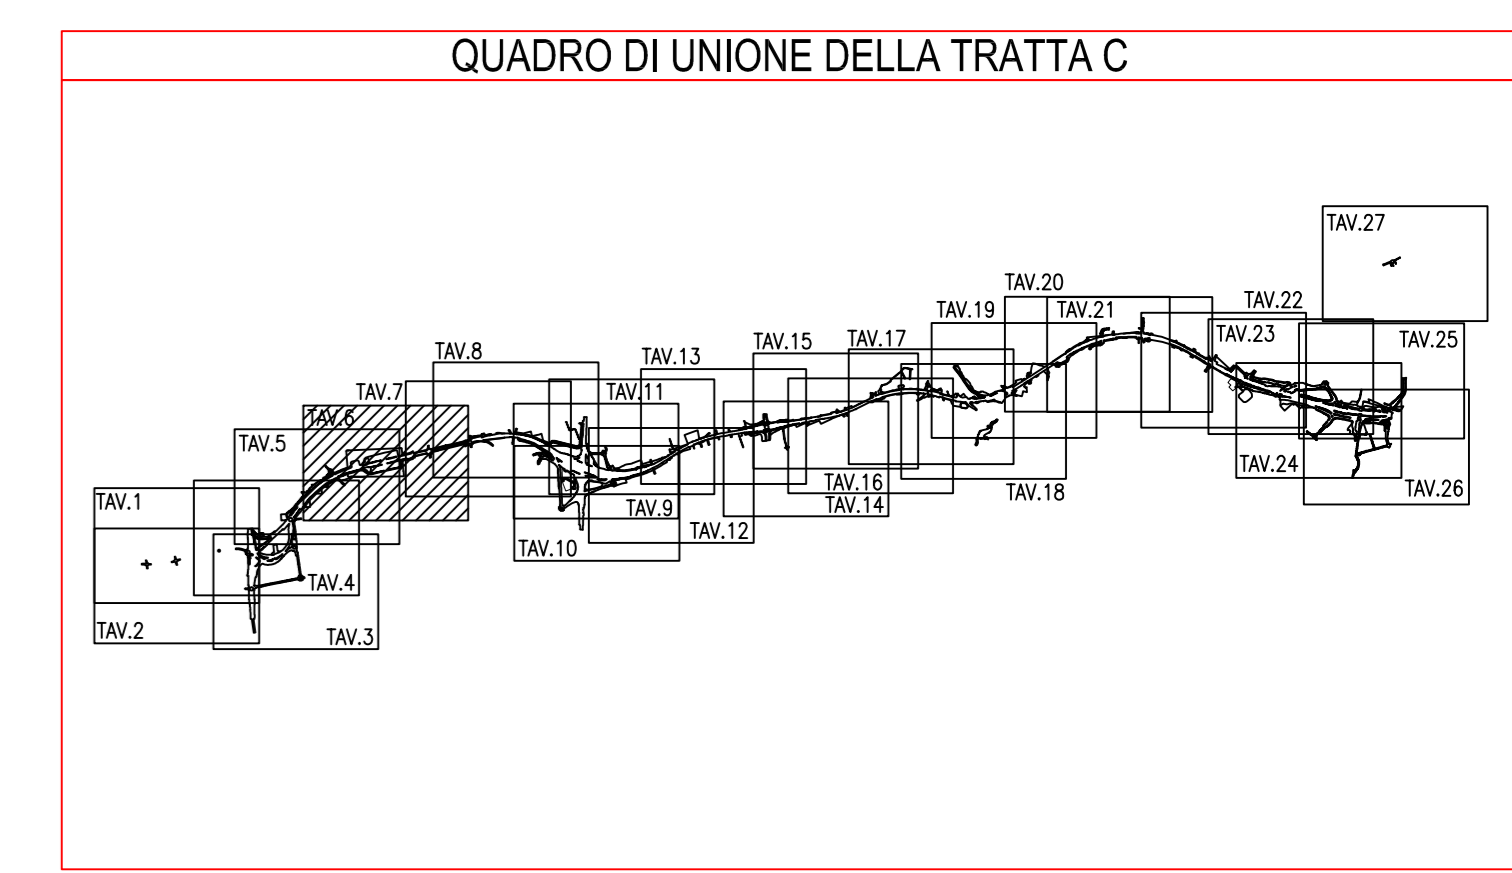 QUADRO DI UNIONE DELLA TRATTA C
TAV.1
TAV.2
TAV.3
TAV.4
TAV.5
TAV.6
TAV.7
TAV.8
TAV.9
TAV.10
TAV.11
TAV.12
TAV.13
TAV.14
TAV.15
TAV.16
TAV.17
TAV.18
TAV.19
TAV.20
TAV.21
TAV.22
TAV.23
TAV.24
TAV.25
TAV.26
TAV.27